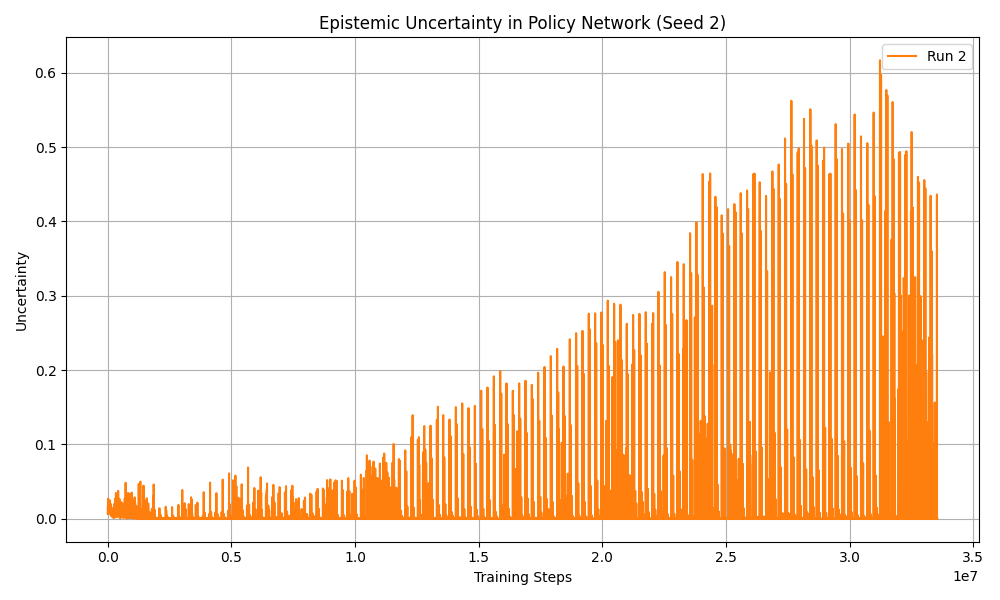 Epistemic Uncertainty in Policy Network (Seed 2)
Run 2
Uncertainty
0.6
0.5
0.4
0.3
0.2
0.1
0.0
0.0 0.5 1.0 1.5 2.0 2.5 3.0 3.5
1e7
Training Steps